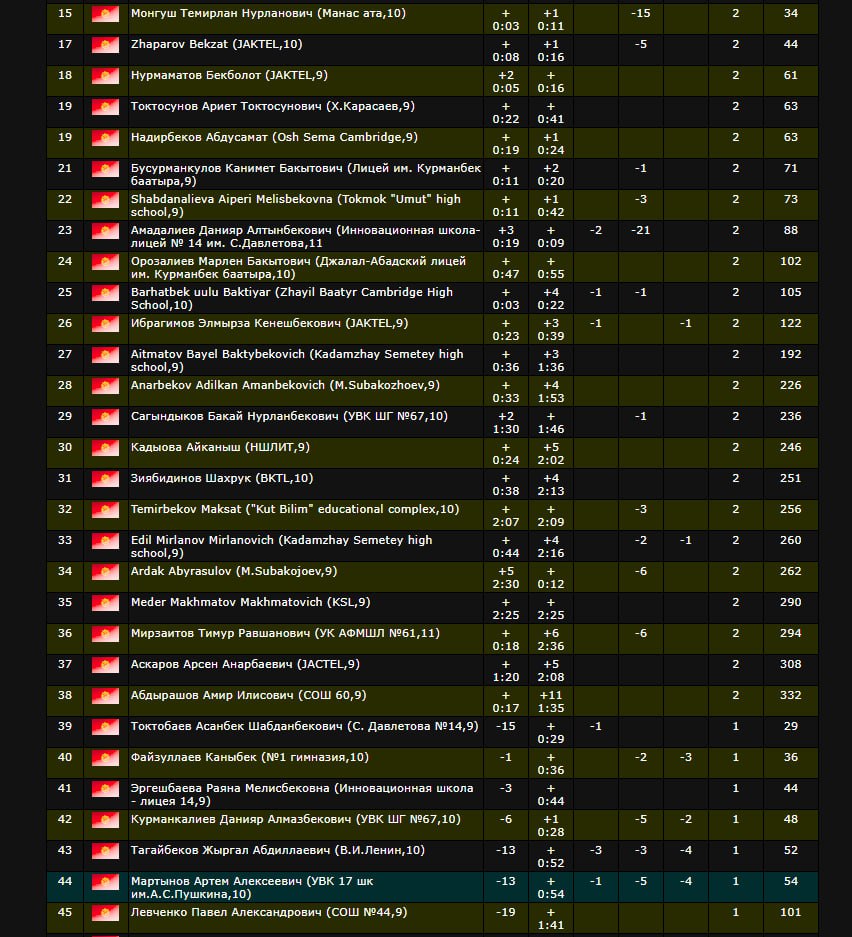 15 Монгуш Темирлан Нурланович (Манас ата,10) + +1 -15 2 34
0:03 0:11
17 Zhaparov Bekzat (JAKTEL,10) + +1 -5 2 44
0:08 0:16
18 Нурмаматов Бекболот (JAKTEL,9) +2 + 2 61
0:05 0:16
19 Токтосунов Ариет Токтосунович (Х.Карасаев,9) + + 2 63
0:22 0:41
19 Надирбеков Абдусамат (Osh Sema Cambridge,9) + +1 2 63
0:19 0:24
21 Бусурманкулов Канимет Бакытович (Лицей им. Курманбек + +2 -1 2 71
баатыра,9) 0:11 0:20
22 Shabdanalieva Aiperi Melisbekovna (Tokmok "Umut" high + +1 -3 2 73
school,9) 0:11 0:42
23 Амадалиев Данияр Алтынбекович (Инновационная школа- +3 + -2 -21 2 88
лицей № 14 им. С.Давлетова,11 0:19 0:09
24 Орозалиев Марлен Бакытович (Джалал-Абадский лицей + + 2 102
им. Курманбек баатыра,10) 0:47 0:55
25 Barhatbek uulu Baktiyar (Zhayil Baatyr Cambridge High + +4 -1 -1 2 105
School,10) 0:03 0:22
26 Ибрагимов Элмырза Кенешбекович (JAKTEL,9) + +3 -1 -1 2 122
0:23 0:39
27 Aitmatov Bayel Baktybekovich (Kadamzhay Semetey high + +3 2 192
school,9) 0:36 1:36
28 Anarbekov Adilkan Amanbekovich (M.Subakozhoev,9) + +4 2 226
0:33 1:53
29 Сагындыков Бакай Нурланбекович (УВК ШГ №67,10) +2 + -1 2 236
1:30 1:46
30 Кадыова Айканыш (НШЛИТ,9) + +5 2 246
0:24 2:02
31 Зиябидинов Шахрук (BKTL,10) + +4 2 251
0:38 2:13
32 Temirbekov Maksat ("Kut Bilim" educational complex,10) + + -3 2 256
2:07 2:09
33 Edil Mirlanov Mirlanovich (Kadamzhay Semetey high + +4 -2 -1 2 260
school,9) 0:44 2:16
34 Ardak Abyrasulov (M.Subakojoev,9) +5 + -6 2 262
2:30 0:12
35 Meder Makhmatov Makhmatovich (KSL,9) + + 2 290
2:25 2:25
36 Мирзаитов Тимур Равшанович (УК АФМШЛ №61,11) + +6 -6 2 294
0:18 2:36
37 Аскаров Арсен Анарбаевич (JACTEL,9) + +5 2 308
1:20 2:08
38 Абдырашов Амир Илисович (СОШ 60,9) + +11 2 332
0:17 1:35
39 Токтобаев Асанбек Шабданбекович (С. Давлетова №14,9) -15 + -1 1 29
0:29
40 Файзуллаев Каныбек (№1 гимназия,10) -1 + -2 -3 1 36
0:36
41 Эргешбаева Раяна Мелисбековна (Инновационная школа -3 + 1 44
- лицея 14,9) 0:44
42 Курманкалиев Данияр Алмазбекович (УВК ШГ №67,10) -6 +1 -5 -2 1 48
0:28
43 Тагайбеков Жыргал Абдиллаевич (В.И.Ленин,10) -13 + -3 -3 -4 1 52
0:52
44 Мартынов Артем Алексеевич (УВК 17 шк -13 + -1 -5 -4 1 54
им.А.С.Пушкина,10) 0:54
45 Левченко Павел Александрович (СОШ №44,9) -19 + 1 101
1:41